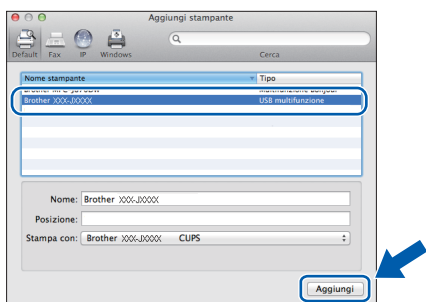 Aggiungi stampante
Default Fax IP Windows Cerca
Nome stampante Tipo
Brother XXX-JXXXX USB multifunzione
Nome: Brother XXX-JXXXX
Posizione:
Stampa con: Brother XXX-JXXXX CUPS
Aggiungi